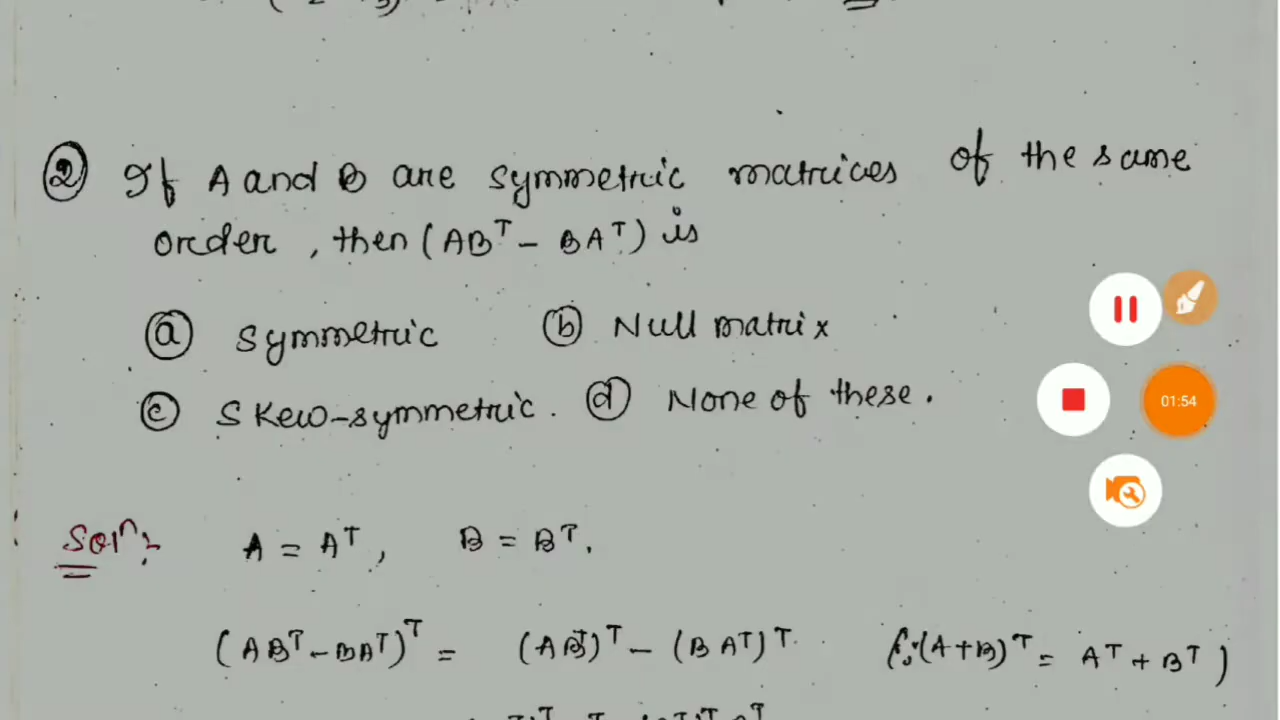 ② If A and B are symmetric matrices of the same
order, then (ABᵀ - BAᵀ) is
ⓐ Symmetric ⓑ Null matrix
ⓒ Skew-symmetric. ⓓ None of these.
01:54
Solⁿ:- A = Aᵀ, B = Bᵀ.
(ABᵀ - BAᵀ)ᵀ = (ABᵀ)ᵀ - (BAᵀ)ᵀ (∵(A+B)ᵀ = Aᵀ + Bᵀ)